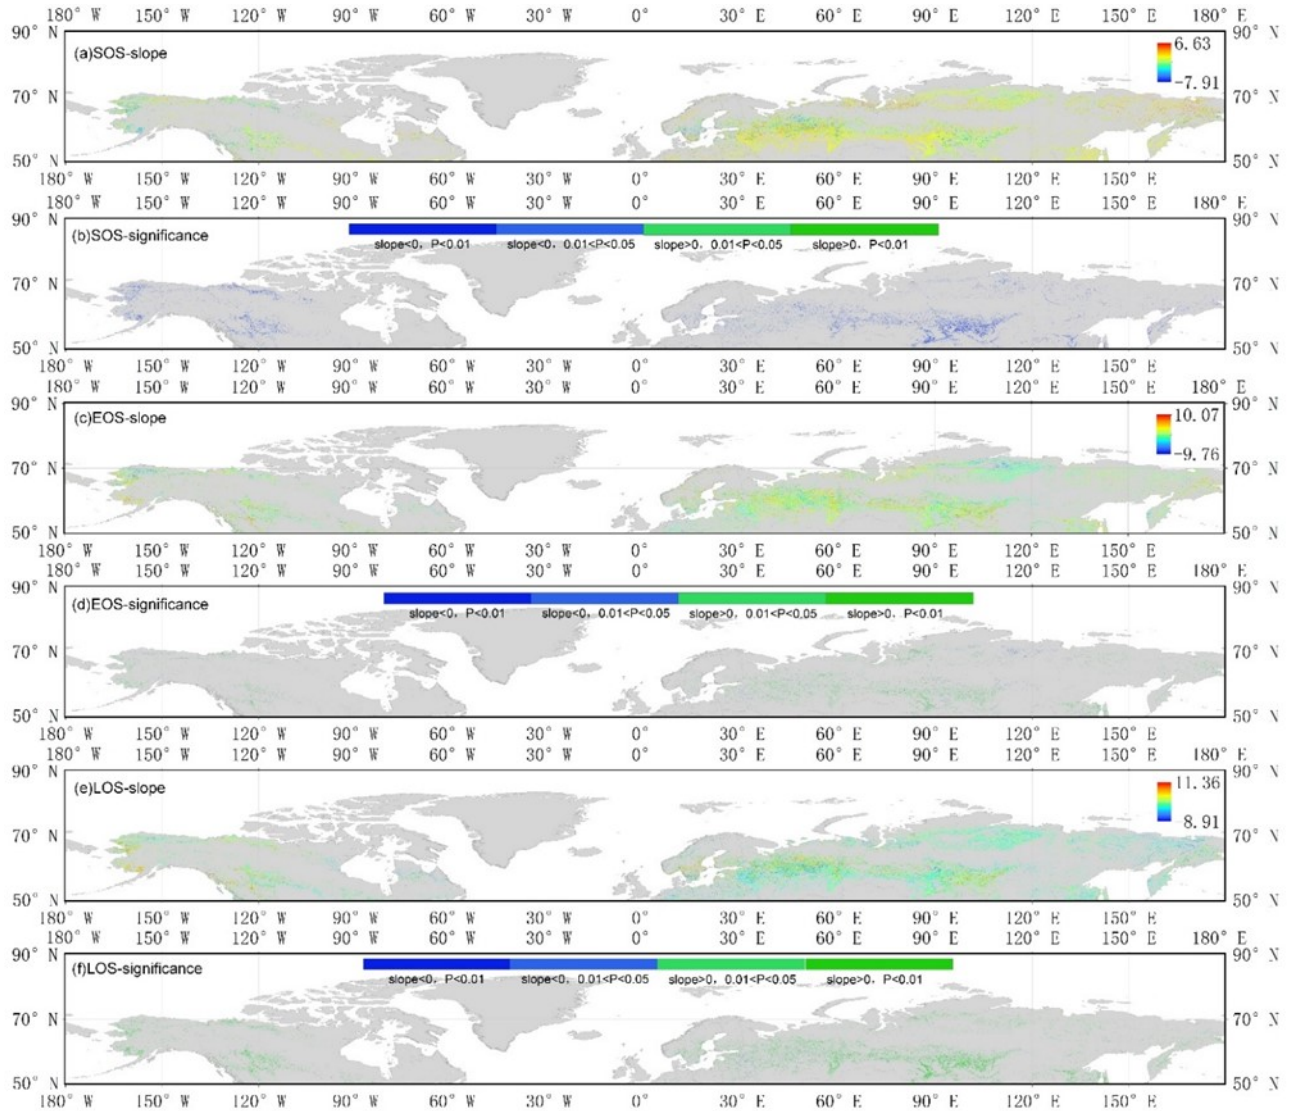 180° W 150° W 120° W 90° W 60° W 30° W 0° 30° E 60° E 90° E 120° E 150° E 180° E
90° N 90° N
(a)SOS-slope 6.63
-7.91
70° N 70° N
50° N 50° N
180° W 150° W 120° W 90° W 60° W 30° W 0° 30° E 60° E 90° E 120° E 150° E
180° W 150° W 120° W 90° W 60° W 30° W 0° 30° E 60° E 90° E 120° E 150° E 180° E
90° N 90° N
(b)SOS-significance
slope<0, P<0.01 slope<0, 0.01<P<0.05 slope>0, 0.01<P<0.05 slope>0, P<0.01
70° N 70° N
50° N 50° N
180° W 150° W 120° W 90° W 60° W 30° W 0° 30° E 60° E 90° E 120° E 150° E
180° W 150° W 120° W 90° W 60° W 30° W 0° 30° E 60° E 90° E 120° E 150° E 180° E
90° N 90° N
(c)EOS-slope 10.07
-9.76
70° N 70° N
50° N 50° N
180° W 150° W 120° W 90° W 60° W 30° W 0° 30° E 60° E 90° E 120° E 150° E
180° W 150° W 120° W 90° W 60° W 30° W 0° 30° E 60° E 90° E 120° E 150° E 180° E
90° N 90° N
(d)EOS-significance
slope<0, P<0.01 slope<0, 0.01<P<0.05 slope>0, 0.01<P<0.05 slope>0, P<0.01
70° N 70° N
50° N 50° N
180° W 150° W 120° W 90° W 60° W 30° W 0° 30° E 60° E 90° E 120° E 150° E
180° W 150° W 120° W 90° W 60° W 30° W 0° 30° E 60° E 90° E 120° E 150° E 180° E
90° N 90° N
(e)LOS-slope 11.36
8.91
70° N 70° N
50° N 50° N
180° W 150° W 120° W 90° W 60° W 30° W 0° 30° E 60° E 90° E 120° E 150° E
180° W 150° W 120° W 90° W 60° W 30° W 0° 30° E 60° E 90° E 120° E 150° E 180° E
90° N 90° N
(f)LOS-significance
slope<0, P<0.01 slope<0, 0.01<P<0.05 slope>0, 0.01<P<0.05 slope>0, P<0.01
70° N 70° N
50° N 50° N
180° W 150° W 120° W 90° W 60° W 30° W 0° 30° E 60° E 90° E 120° E 150° E